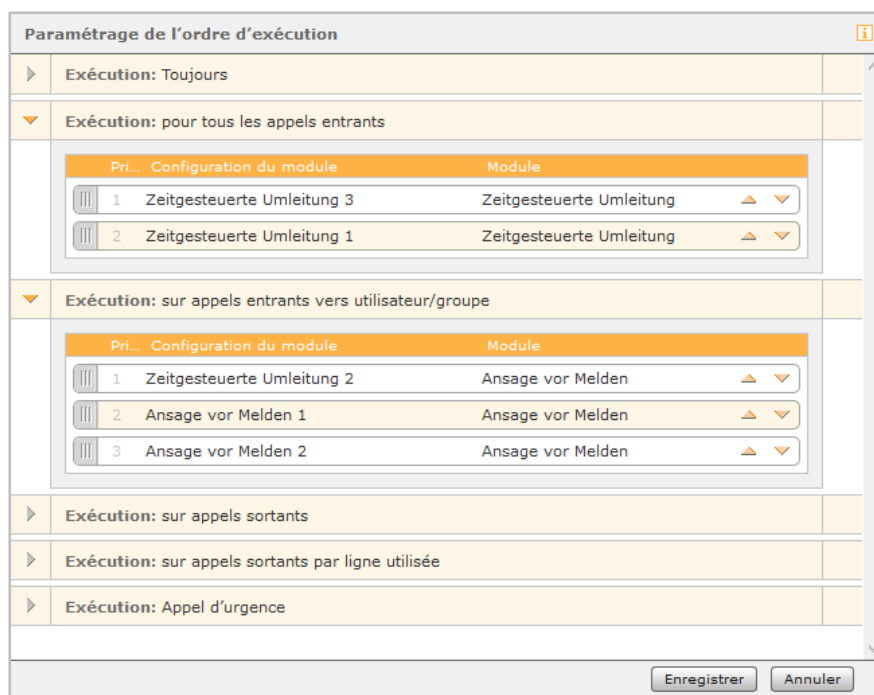 Paramétrage de l’ordre d’exécution
Exécution: Toujours
Exécution: pour tous les appels entrants
Pri... Configuration du module Module
1 Zeitgesteuerte Umleitung 3 Zeitgesteuerte Umleitung
2 Zeitgesteuerte Umleitung 1 Zeitgesteuerte Umleitung
Exécution: sur appels entrants vers utilisateur/groupe
Pri... Configuration du module Module
1 Zeitgesteuerte Umleitung 2 Ansage vor Melden
2 Ansage vor Melden 1 Ansage vor Melden
3 Ansage vor Melden 2 Ansage vor Melden
Exécution: sur appels sortants
Exécution: sur appels sortants par ligne utilisée
Exécution: Appel d’urgence
Enregistrer Annuler